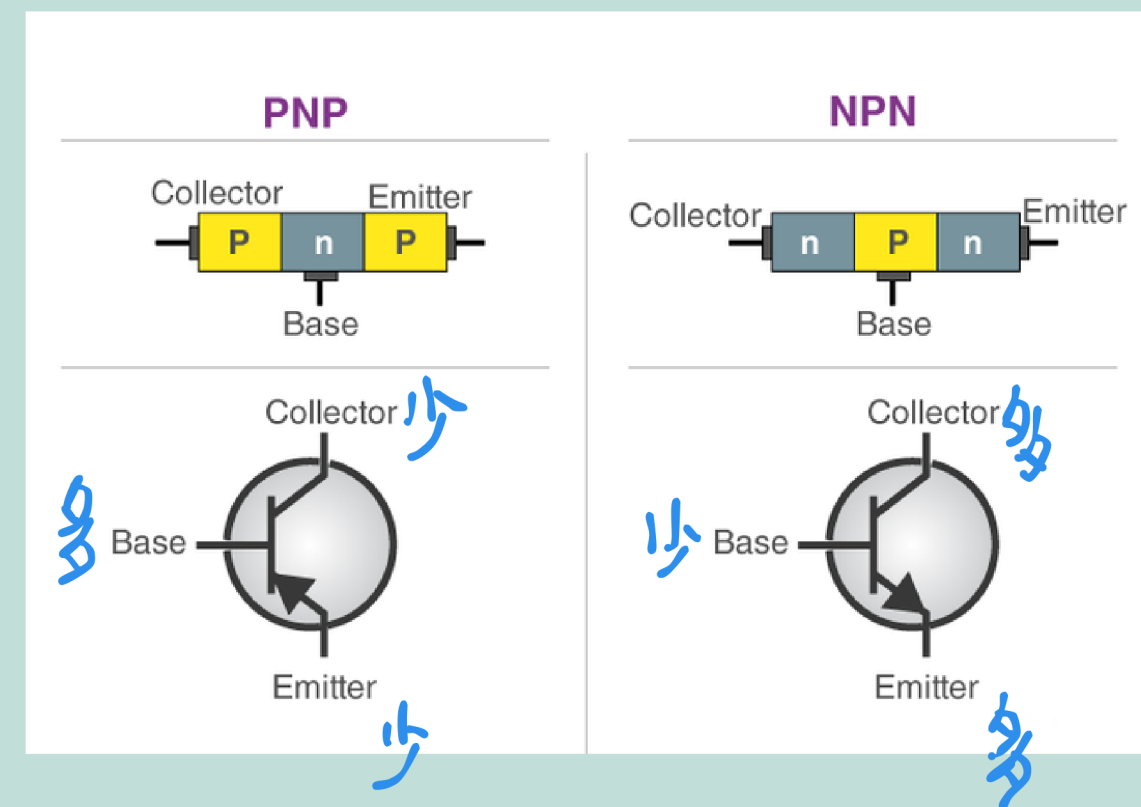 PNP
Collector Emitter
P n P
Base
Collector 少
多 Base
Emitter
少
NPN
Collector Emitter
n P n
Base
Collector 多
少 Base
Emitter
多